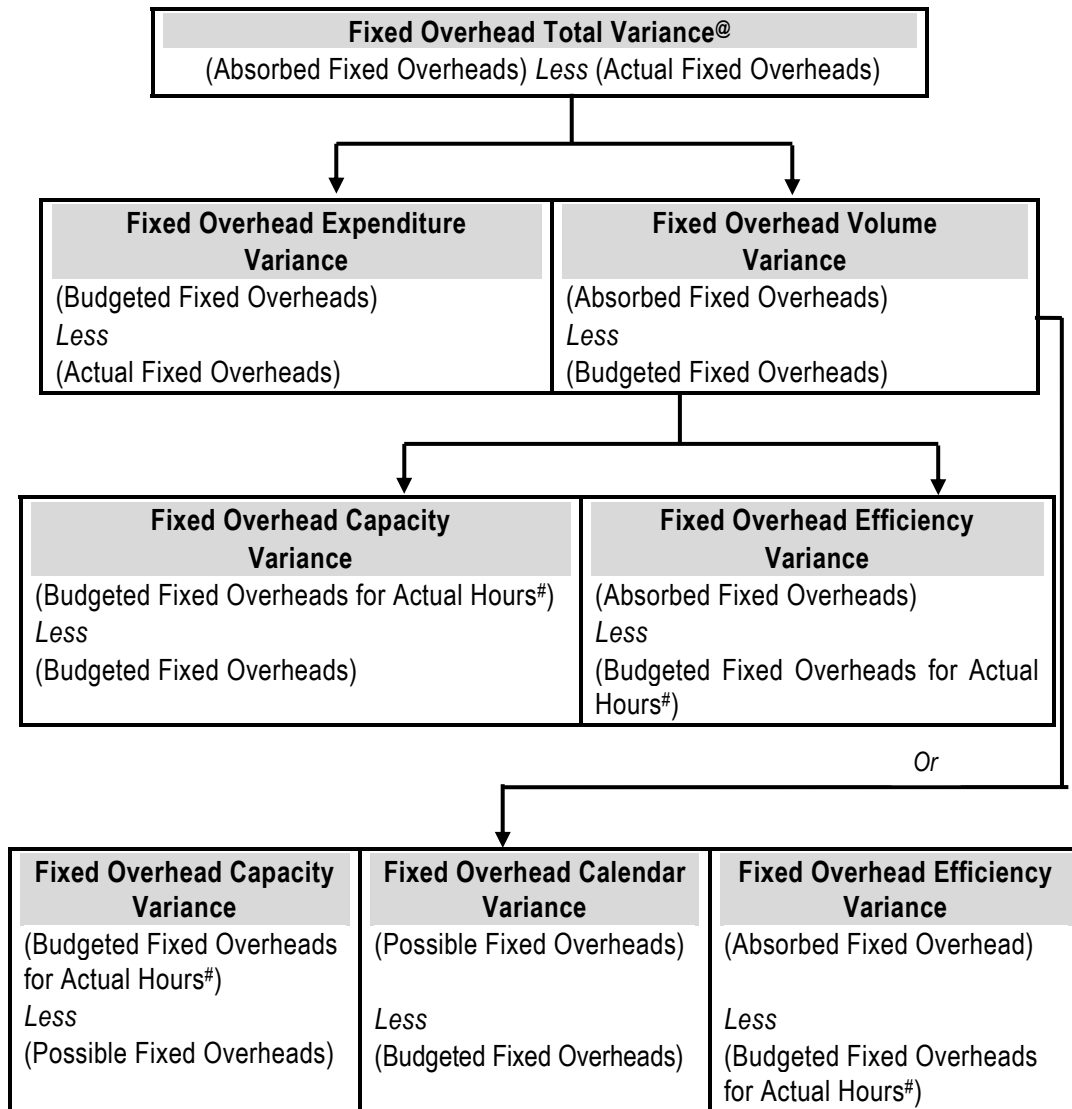 Fixed Overhead Total Variance@
(Absorbed Fixed Overheads) Less (Actual Fixed Overheads)
Fixed Overhead Expenditure
Variance
(Budgeted Fixed Overheads)
Less
(Actual Fixed Overheads)
Fixed Overhead Volume
Variance
(Absorbed Fixed Overheads)
Less
(Budgeted Fixed Overheads)
Fixed Overhead Capacity
Variance
(Budgeted Fixed Overheads for Actual Hours#)
Less
(Budgeted Fixed Overheads)
Fixed Overhead Efficiency
Variance
(Absorbed Fixed Overheads)
Less
(Budgeted Fixed Overheads for Actual
Hours#)
Or
Fixed Overhead Capacity
Variance
(Budgeted Fixed Overheads
for Actual Hours#)
Less
(Possible Fixed Overheads)
Fixed Overhead Calendar
Variance
(Possible Fixed Overheads)
Less
(Budgeted Fixed Overheads)
Fixed Overhead Efficiency
Variance
(Absorbed Fixed Overhead)
Less
(Budgeted Fixed Overheads
for Actual Hours#)